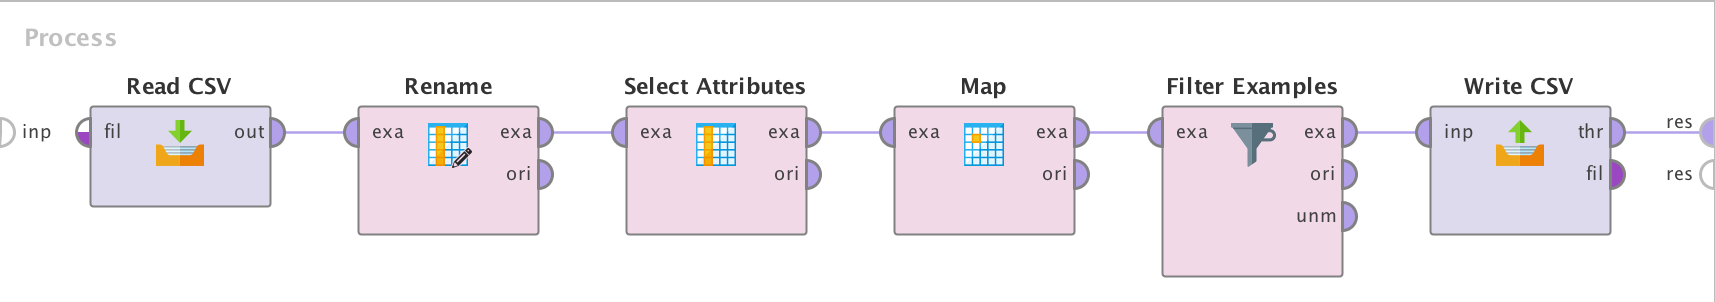 Process
Read CSV Rename Select Attributes Map Filter Examples Write CSV
inp fil out exa exa exa exa exa exa exa exa inp thr res
ori ori ori ori fil res
unm